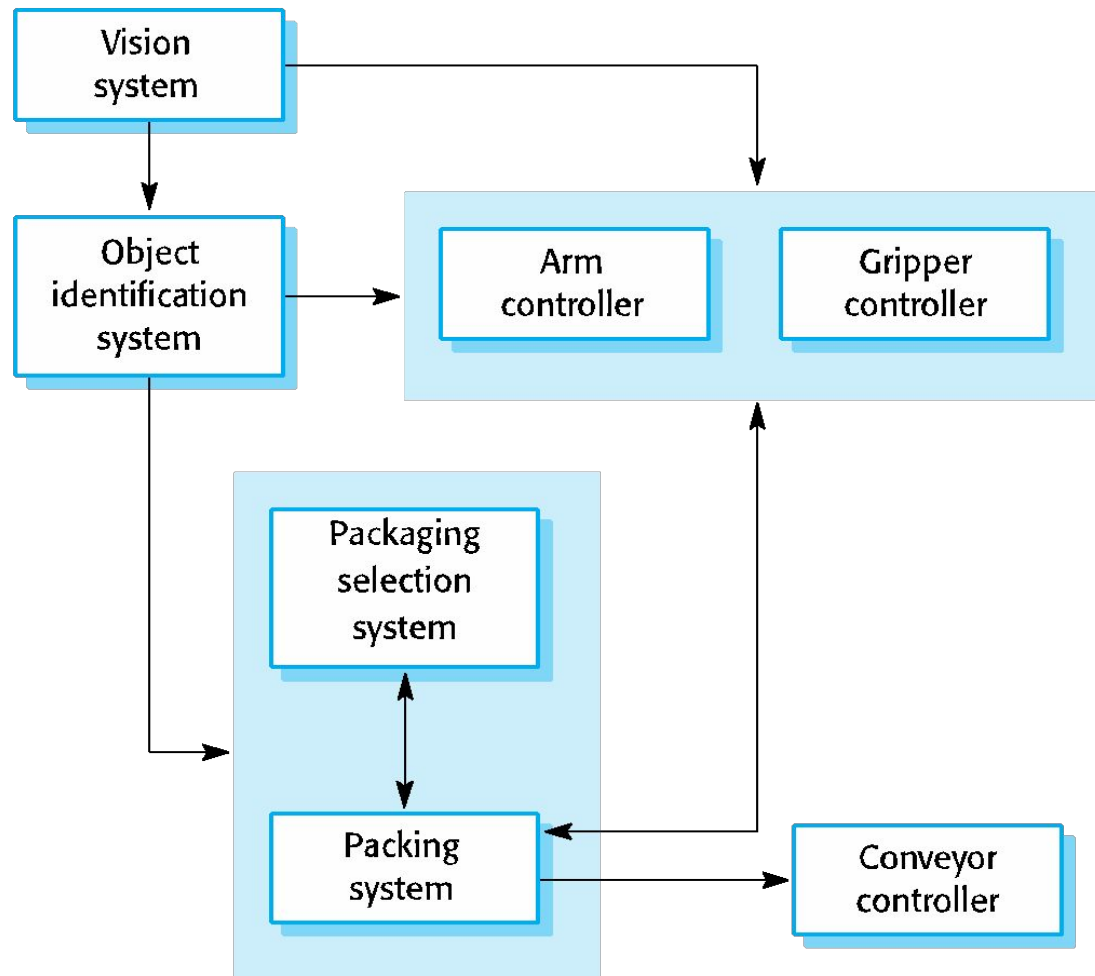 Vision
system
Object
identification
system
Arm
controller
Gripper
controller
Packaging
selection
system
Packing
system
Conveyor
controller